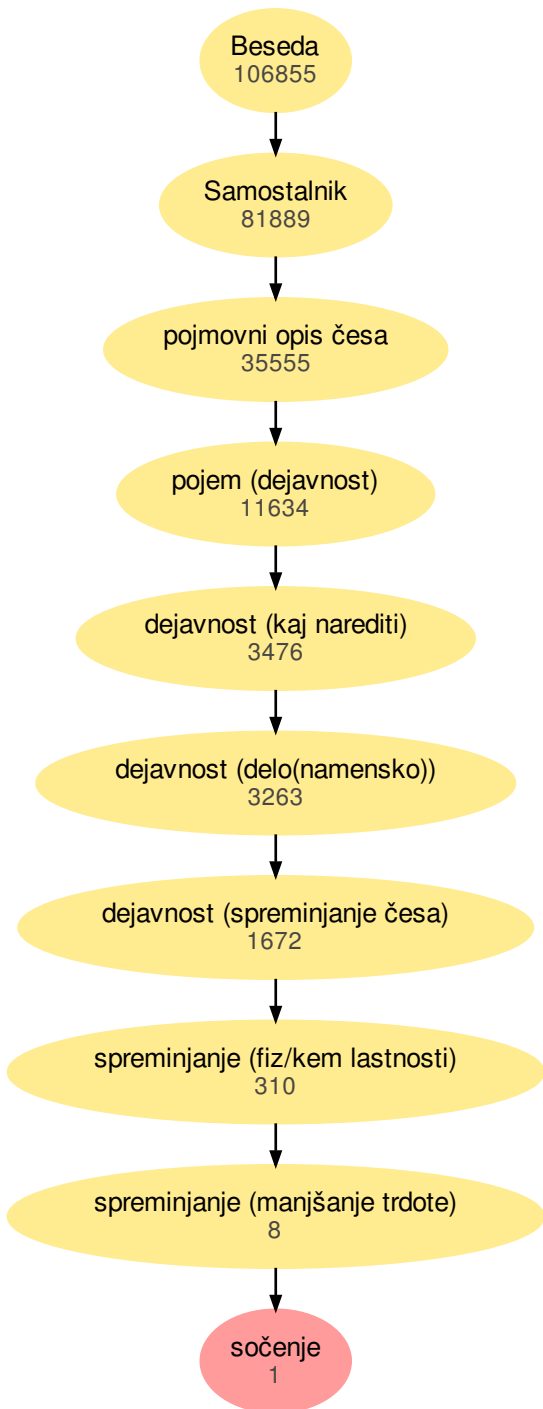 Beseda
106855
Samostalnik
81889
pojmovni opis česa
35555
pojem (dejavnost)
11634
dejavnost (kaj narediti)
3476
dejavnost (delo(namensko))
3263
dejavnost (spreminjanje česa)
1672
spreminjanje (fiz/kem lastnosti)
310
spreminjanje (manjšanje trdote)
8
sočenje
1